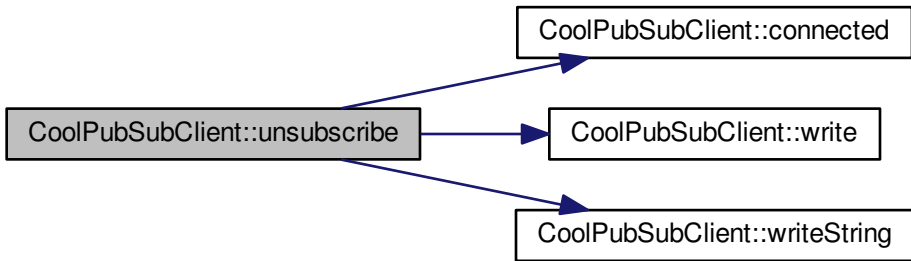 CoolPubSubClient::connected
CoolPubSubClient::unsubscribe
CoolPubSubClient::write
CoolPubSubClient::writeString